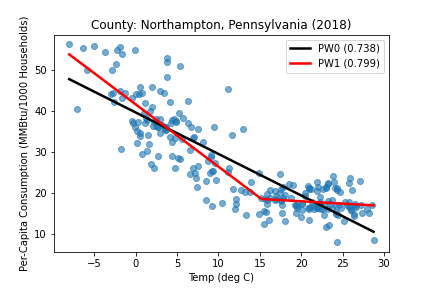 County: Northampton, Pennsylvania (2018)
PW0 (0.738)
PW1 (0.799)
Per-Capita Consumption (MMBtu/1000 Households)
50
40
30
20
10
−5
0
5
10
15
20
25
30
Temp (deg C)